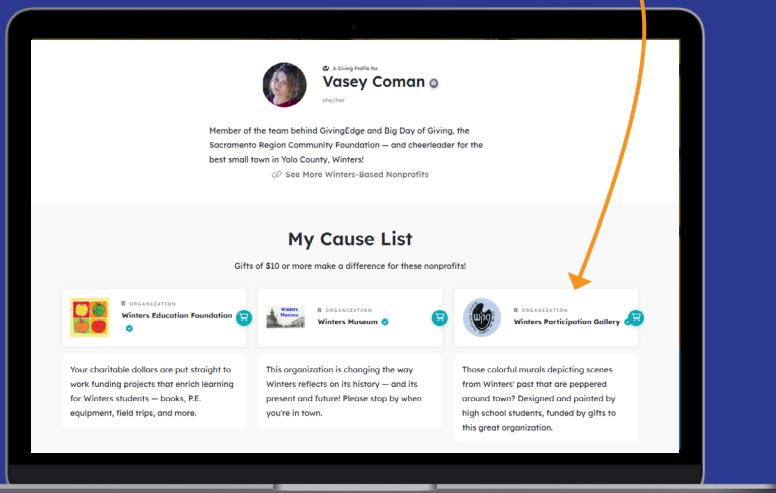 A Giving Profile for
Vasey Coman
she/her
Member of the team behind GivingEdge and Big Day of Giving, the
Sacramento Region Community Foundation — and cheerleader for the
best small town in Yolo County, Winters!
See More Winters-Based Nonprofits
My Cause List
Gifts of $10 or more make a difference for these nonprofits!
ORGANIZATION
Winters Education Foundation
Your charitable dollars are put straight to
work funding projects that enrich learning
for Winters students — books, P.E.
equipment, field trips, and more.
WINTERS
Museum
ORGANIZATION
Winters Museum
This organization is changing the way
Winters reflects on its history — and its
present and future! Please stop by when
you're in town.
wpg
ORGANIZATION
Winters Participation Gallery
Those colorful murals depicting scenes
from Winters' past that are peppered
around town? Designed and painted by
high school students, funded by gifts to
this great organization.